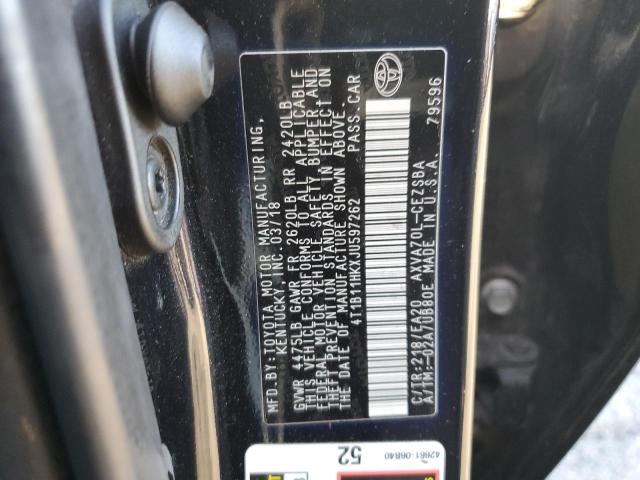 MFD.BY: TOYOTA MOTOR MANUFACTURING,
KENTUCKY, INC. 03/18
GVWR 4475LB GAWR FR 2620LB RR 2420LB
THIS VEHICLE CONFORMS TO ALL APPLICABLE
FEDERAL MOTOR VEHICLE SAFETY, BUMPER, AND
THEFT PREVENTION STANDARDS IN EFFECT ON
THE DATE OF MANUFACTURE SHOWN ABOVE.
4T1B11HKXJU597262 PASS. CAR
C/TR: 218/EA20 AXVA70L-CEZSBA
A/TM: -02A/UB80E MADE IN U.S.A. 79596
52
42661-06B40